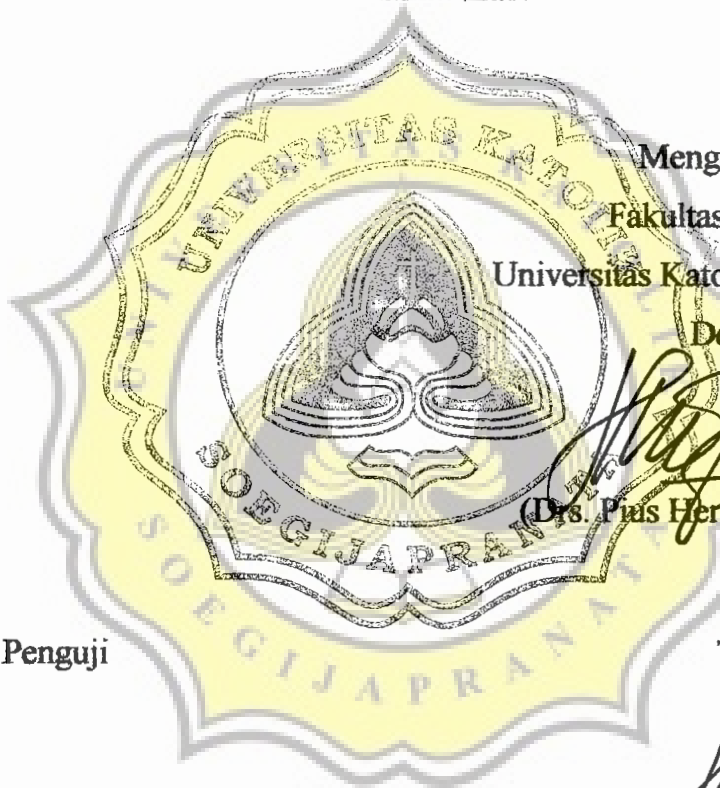 UNIVERSITAS KATOLIK
Meng
Fakultas
Universitas Kato
De
SOEGIJAPRANATA
(Drs. Pius Her
Penguji